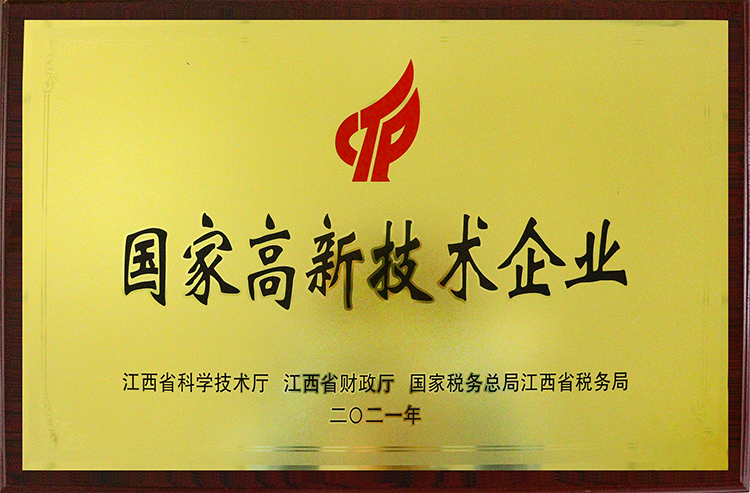 CTP
国家高新技术企业
江西省科学技术厅 江西省财政厅 国家税务总局江西省税务局
二〇二一年